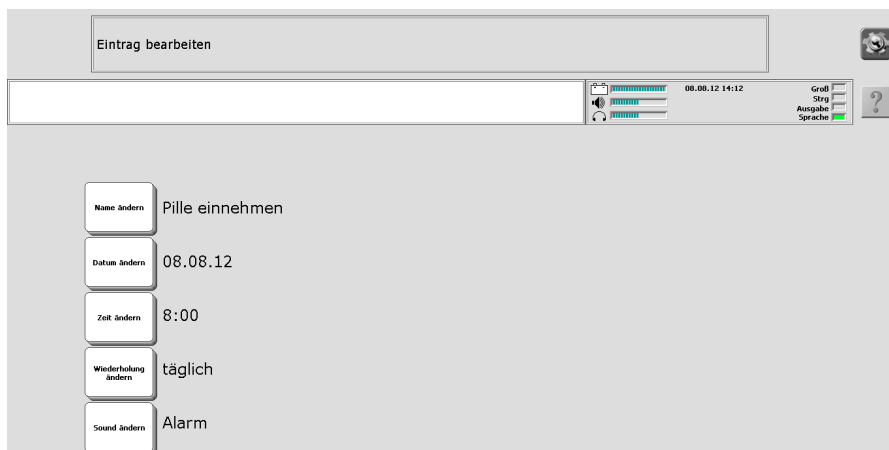 Eintrag bearbeiten
08.08.12 14:12
Groß
Strg
Ausgabe
Sprache
?
Name ändern
Pille einnehmen
Datum ändern
08.08.12
Zeit ändern
8:00
Wiederholung
ändern
täglich
Sound ändern
Alarm